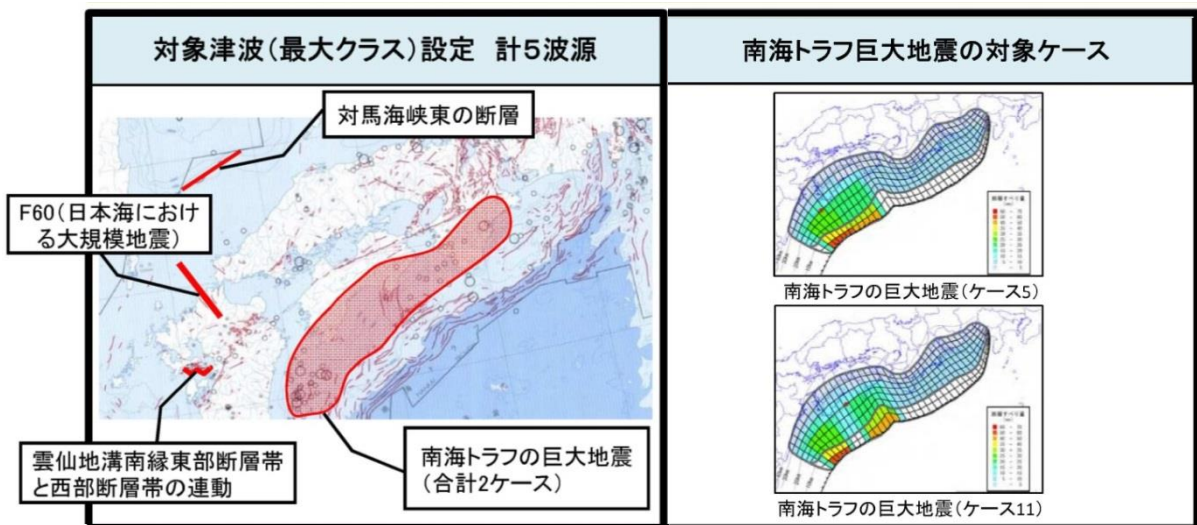 対象津波(最大クラス)設定 計5波源
対馬海峡東の断層
F60(日本海におけ
る大規模地震)
雲仙地溝南縁東部断層帯
と西部断層帯の連動
南海トラフの巨大地震
(合計2ケース)
南海トラフ巨大地震の対象ケース
南海トラフの巨大地震(ケース5)
南海トラフの巨大地震(ケース11)